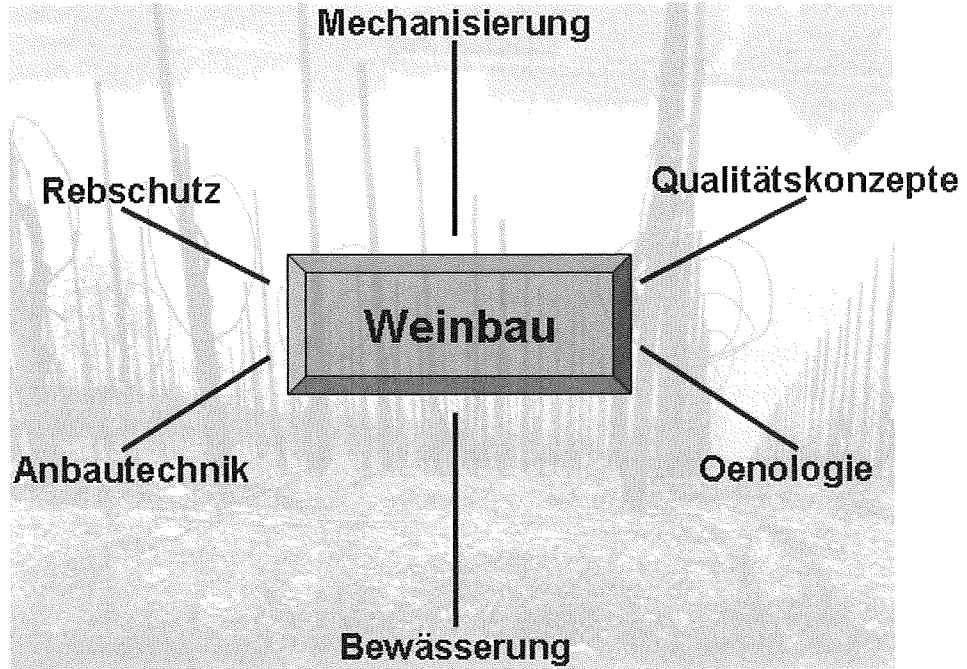 Mechanisierung
Rebschutz
Qualitätskonzepte
Weinbau
Anbautechnik
Oenologie
Bewässerung